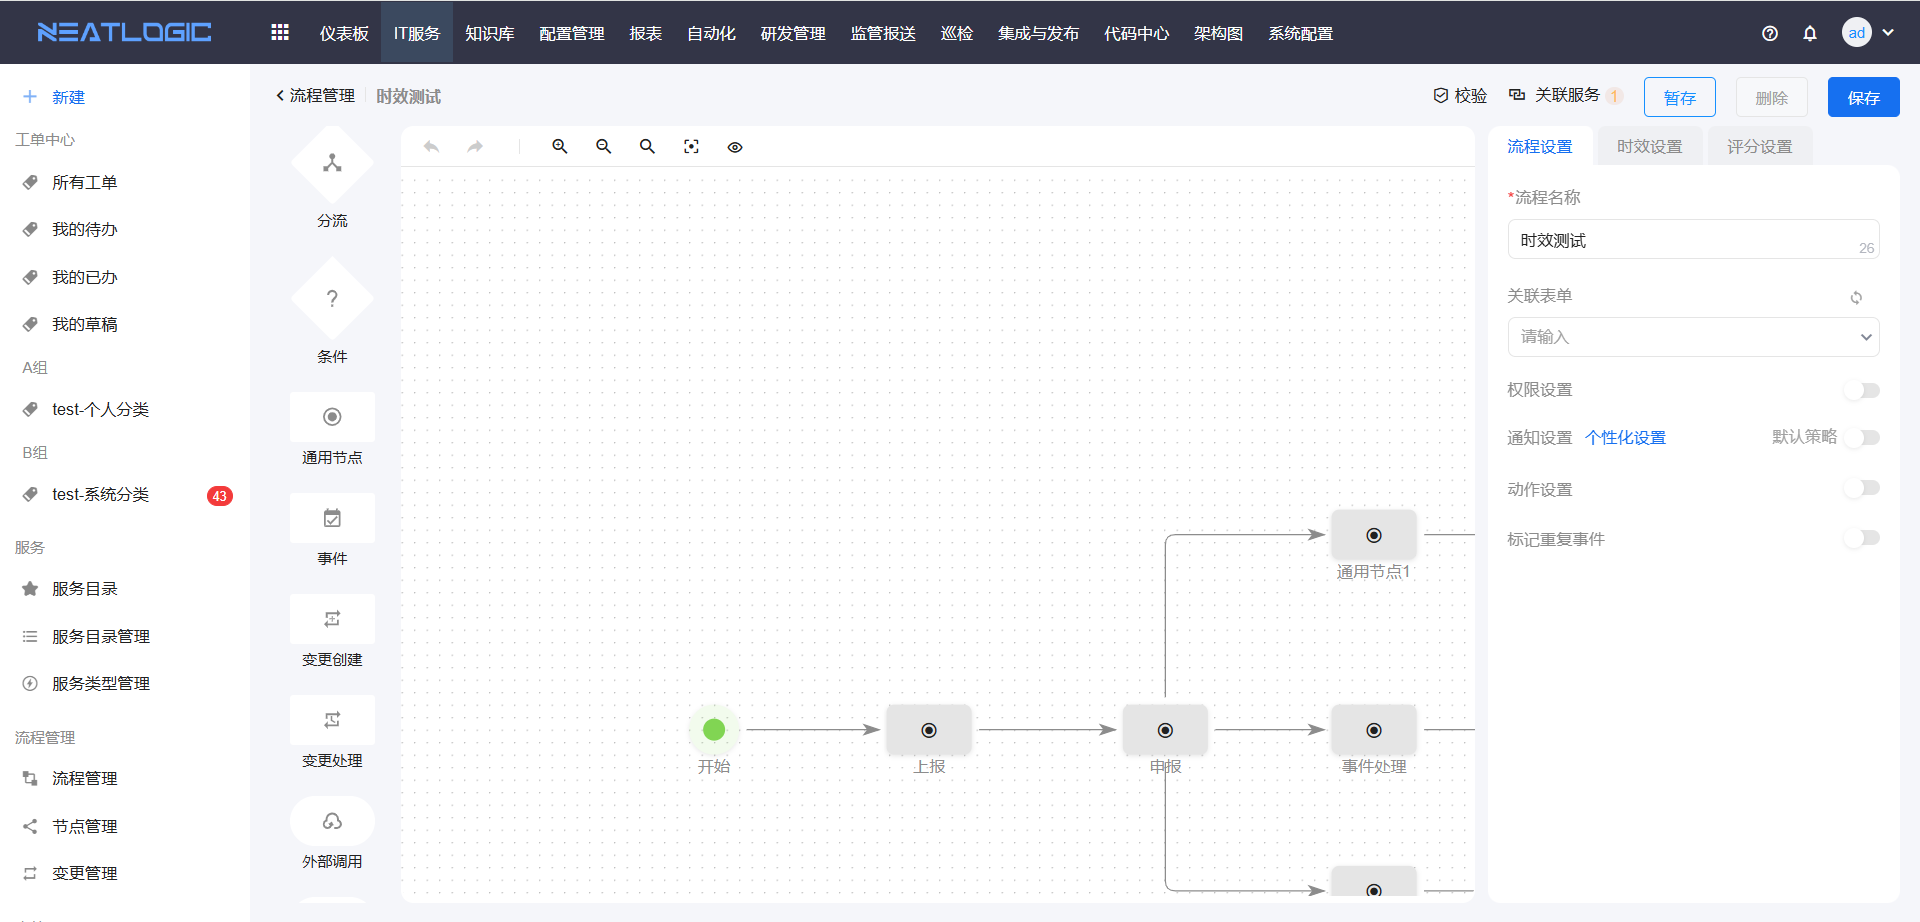 NEATLOGIC
仪表板 IT服务 知识库 配置管理 报表 自动化 研发管理 监管报送 巡检 集成与发布 代码中心 架构图 系统配置
ad
新建
工单中心
所有工单
我的待办
我的已办
我的草稿
A组
test-个人分类
B组
test-系统分类 43
服务
服务目录
服务目录管理
服务类型管理
流程管理
流程管理
节点管理
变更管理
流程管理 时效测试
校验 关联服务 1 暂存 删除 保存
分流
条件
通用节点
事件
变更创建
变更处理
外部调用
开始
上报
申报
通用节点1
事件处理
流程设置 时效设置 评分设置
*流程名称
时效测试 26
关联表单
请输入
权限设置
通知设置 个性化设置 默认策略
动作设置
标记重复事件